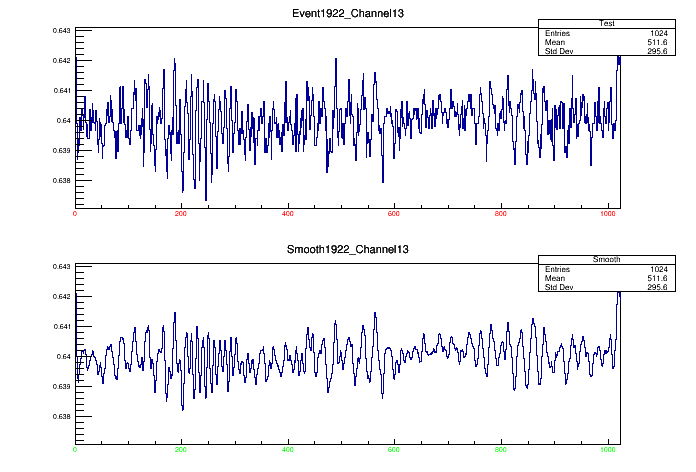 Event1922_Channel13
Test
Entries 1024
Mean 511.6
Std Dev 295.6
0.643
0.642
0.641
0.64
0.639
0.638
0 200 400 600 800 1000
Smooth1922_Channel13
Smooth
Entries 1024
Mean 511.6
Std Dev 295.6
0.643
0.642
0.641
0.64
0.639
0.638
0 200 400 600 800 1000